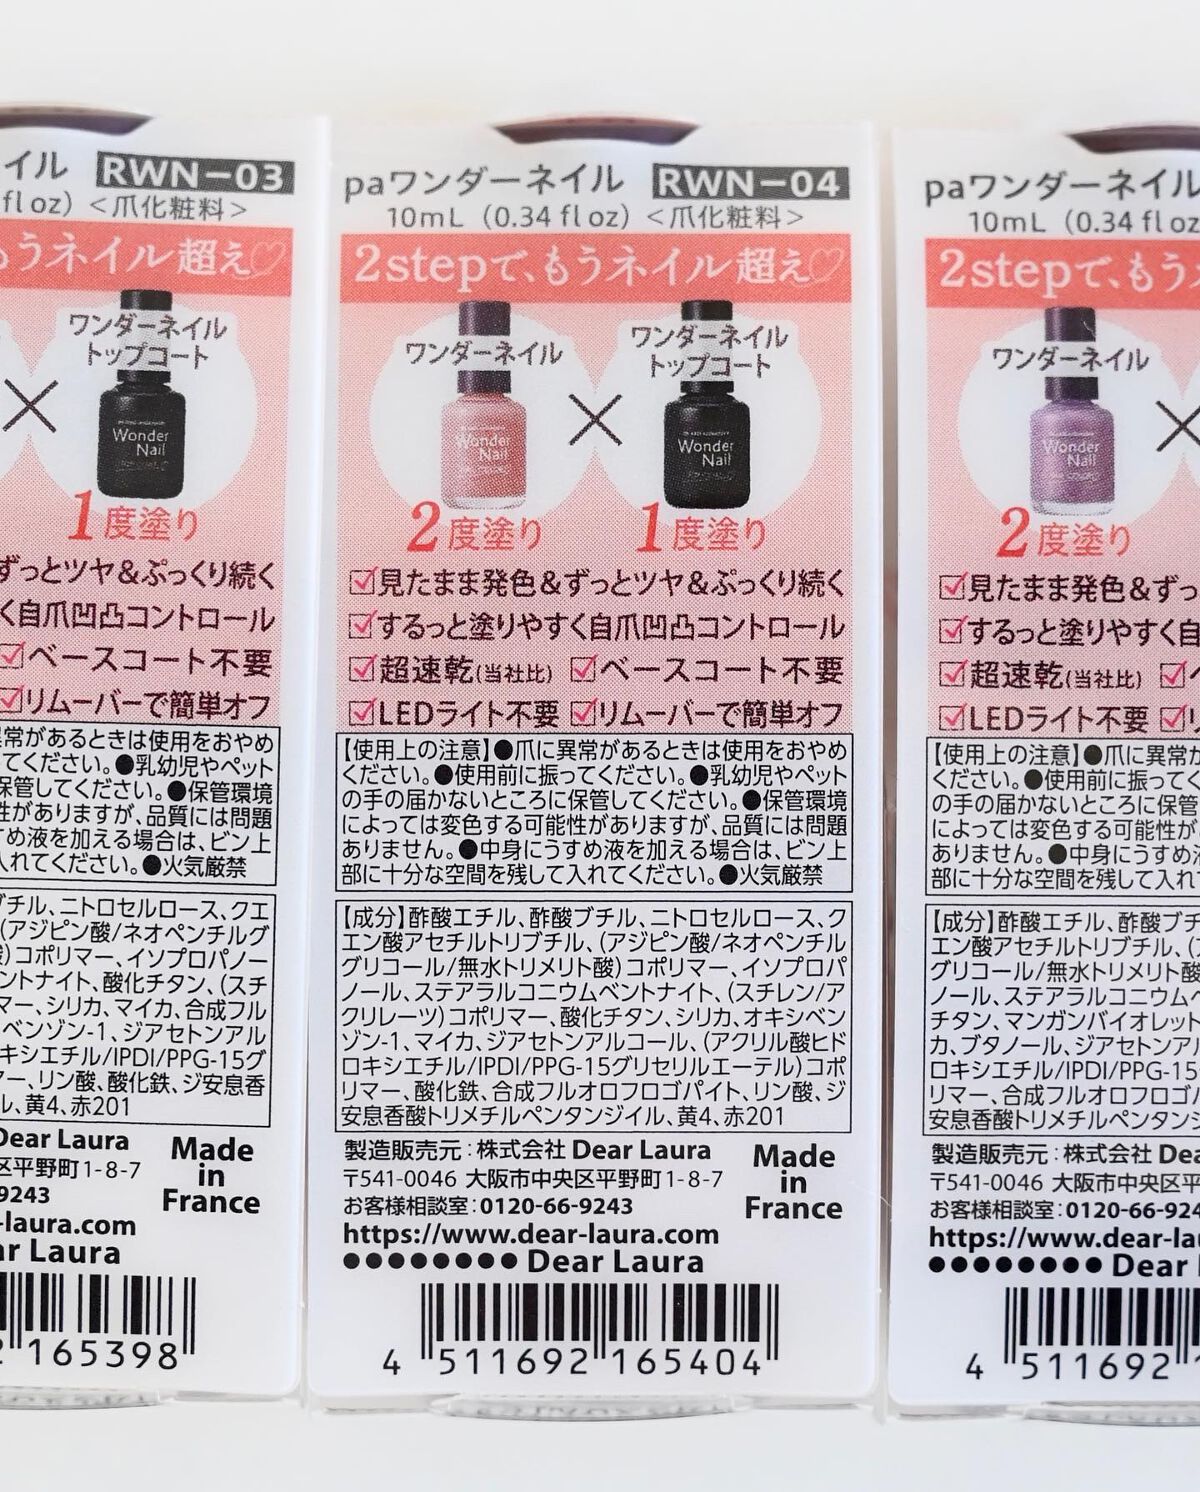 イル RWN-03
fl oz) <爪化粧料>
もうネイル超え♡
ワンダーネイル
トップコート
×
Wonder
Nail
1度塗り
ずっとツヤ&ぷっくり続く
く自爪凹凸コントロール
☑ベースコート不要
☑リムーバーで簡単オフ
異常があるときは使用をおやめ
てください。●乳幼児やペット
保管してください。●保管環境
性がありますが、品質には問題
すめ液を加える場合は、ビン上
入れてください。●火気厳禁
ブチル、ニトロセルロース、クエ
(アジピン酸/ネオペンチルグ
酸)コポリマー、イソプロパノー
ントナイト、酸化チタン、(スチ
マー、シリカ、マイカ、合成フル
ベンゾン-1、ジアセトンアル
キシエチル/IPDI/PPG-15グ
マー、リン酸、酸化鉄、ジ安息香
ル、黄4、赤201
Dear Laura
区平野町1-8-7
9243
-laura.com
ar Laura
Made
in
France
2 165398
paワンダーネイル RWN-04
10mL (0.34 fl oz) <爪化粧料>
2stepで、もうネイル超え♡
ワンダーネイル
ワンダーネイル
トップコート
×
Wonder
Nail
Wonder
Nail
2度塗り 1度塗り
☑見たまま発色&ずっとツヤ&ぷっくり続く
☑するっと塗りやすく自爪凹凸コントロール
☑超速乾(当社比) ☑ベースコート不要
☑LEDライト不要 ☑リムーバーで簡単オフ
【使用上の注意】●爪に異常があるときは使用をおやめ
ください。●使用前に振ってください。●乳幼児やペット
の手の届かないところに保管してください。●保管環境
によっては変色する可能性がありますが、品質には問題
ありません。●中身にうすめ液を加える場合は、ビン上
部に十分な空間を残して入れてください。●火気厳禁
【成分】酢酸エチル、酢酸ブチル、ニトロセルロース、ク
エン酸アセチルトリブチル、(アジピン酸/ネオペンチル
グリコール/無水トリメリト酸)コポリマー、イソプロパ
ノール、ステアラルコニウムベントナイト、(スチレン/ア
クリレーツ)コポリマー、酸化チタン、シリカ、オキシベン
ゾン-1、マイカ、ジアセトンアルコール、(アクリル酸ヒド
ロキシエチル/IPDI/PPG-15グリセリルエーテル)コポ
リマー、酸化鉄、合成フルオロフロゴパイト、リン酸、ジ
安息香酸トリメチルペンタンジイル、黄4、赤201
製造販売元:株式会社 Dear Laura
〒541-0046 大阪市中央区平野町1-8-7
お客様相談室:0120-66-9243
https://www.dear-laura.com
●●●●●●●● Dear Laura
Made
in
France
4 511692 165404
paワンダーネイル
10mL (0.34 fl oz
2stepで、もうネ
ワンダーネイル
×
Wonder
Nail
2度塗り
☑見たまま発色&ずっ
☑するっと塗りやすく自
☑超速乾(当社比) ☑ベ
☑LEDライト不要 ☑リ
【使用上の注意】●爪に異常が
ください。●使用前に振ってく
の手の届かないところに保管
によっては変色する可能性が
ありません。●中身にうすめ液
部に十分な空間を残して入れて
【成分】酢酸エチル、酢酸ブチ
エン酸アセチルトリブチル、(
グリコール/無水トリメリト酸
ノール、ステアラルコニウムベ
チタン、マンガンバイオレット
カ、ブタノール、ジアセトンアル
ロキシエチル/IPDI/PPG-15
リマー、合成フルオロフロゴパ
安息香酸トリメチルペンタンジ
製造販売元:株式会社 Dea
〒541-0046 大阪市中央区平
お客様相談室:0120-66-924
https://www.dear-lau
●●●●●●●● Dear
4 511692